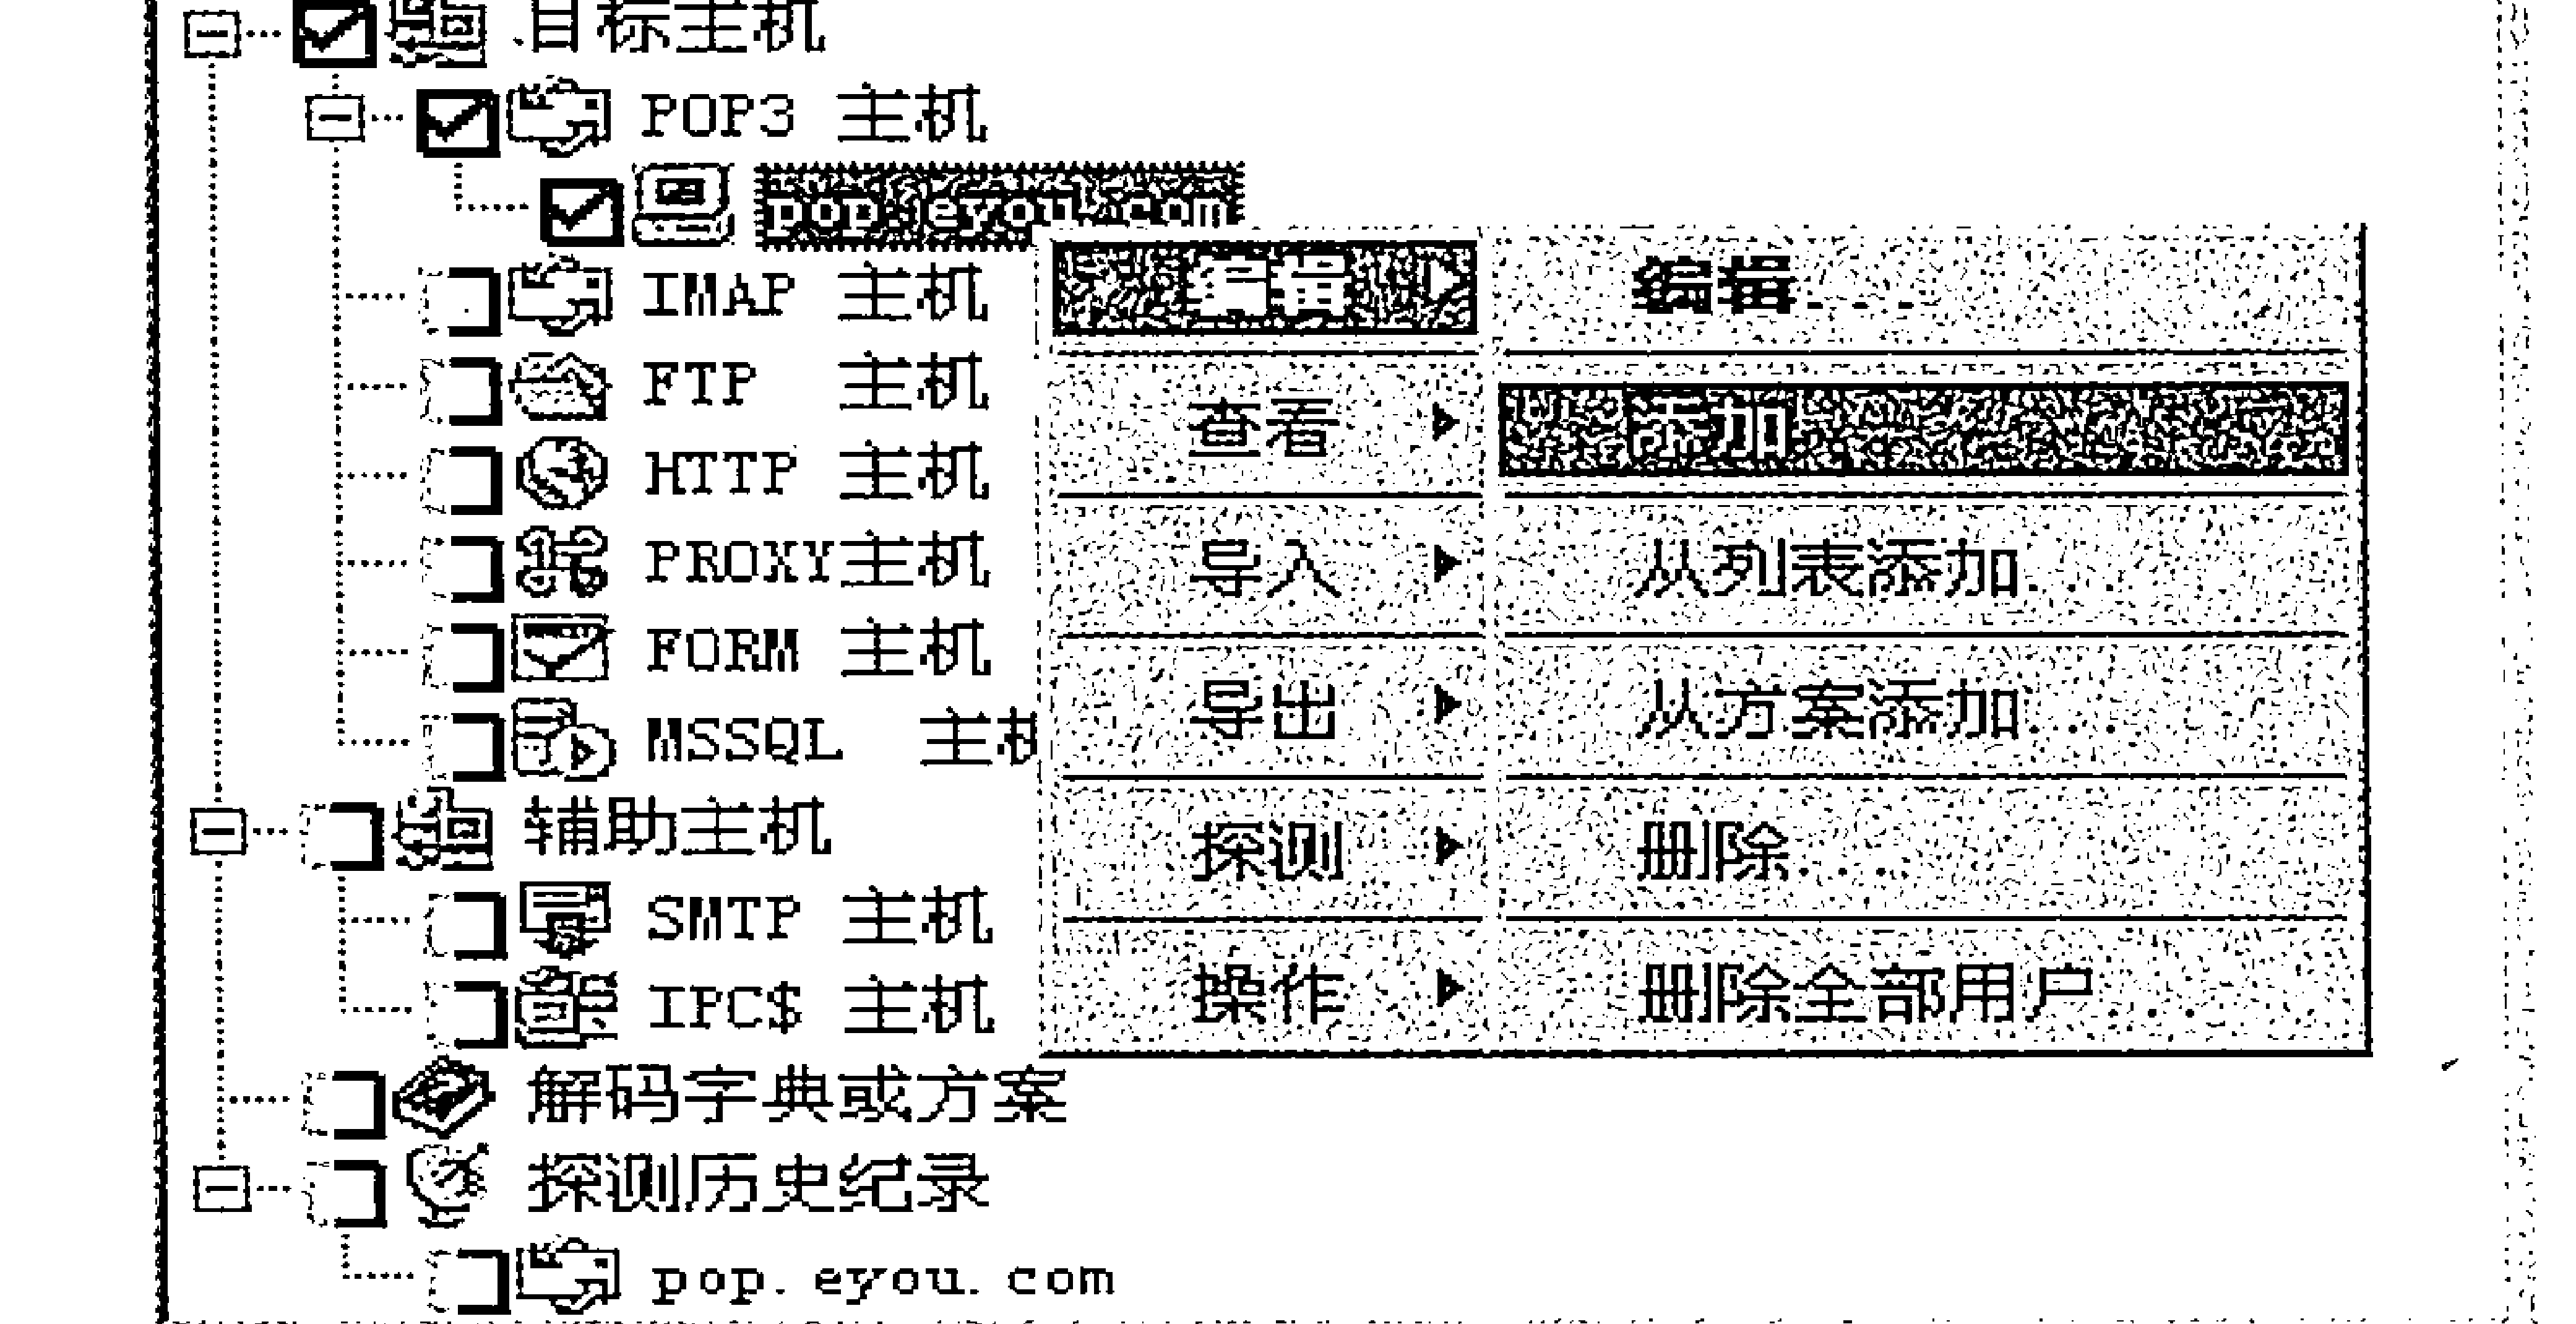 目标主机
POP3 主机
pop.eyou.com
IMAP 主机
FTP 主机
HTTP 主机
PROXY主机
FORM 主机
MSSQL 主机
辅助主机
SMTP 主机
IPC$ 主机
解码字典或方案
探测历史纪录
pop.eyou.com
编辑
查看
导入
导出
探测
操作
编辑...
添加...
从列表添加...
从方案添加...
删除...
删除全部用户...